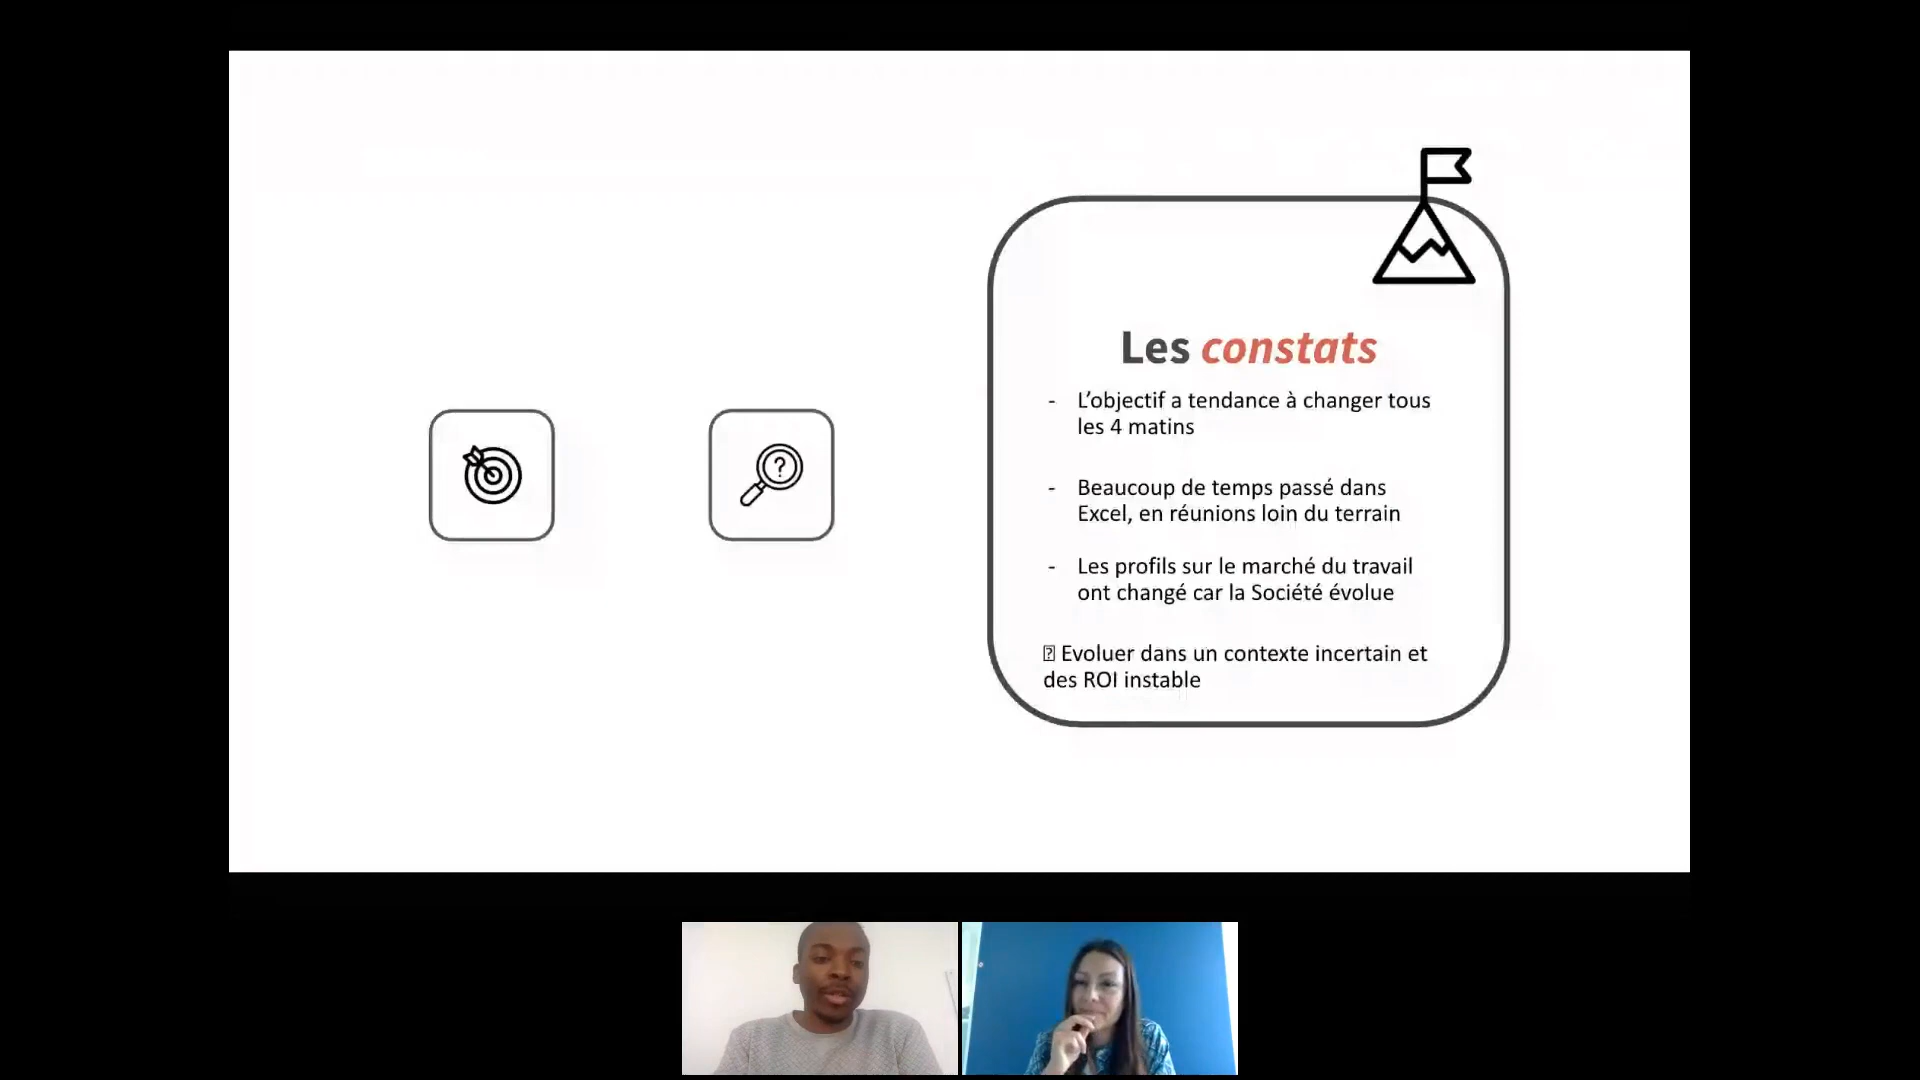 ?
Les constats
- L’objectif a tendance à changer tous
les 4 matins
- Beaucoup de temps passé dans
Excel, en réunions loin du terrain
- Les profils sur le marché du travail
ont changé car la Société évolue
⍰ Evoluer dans un contexte incertain et
des ROI instable